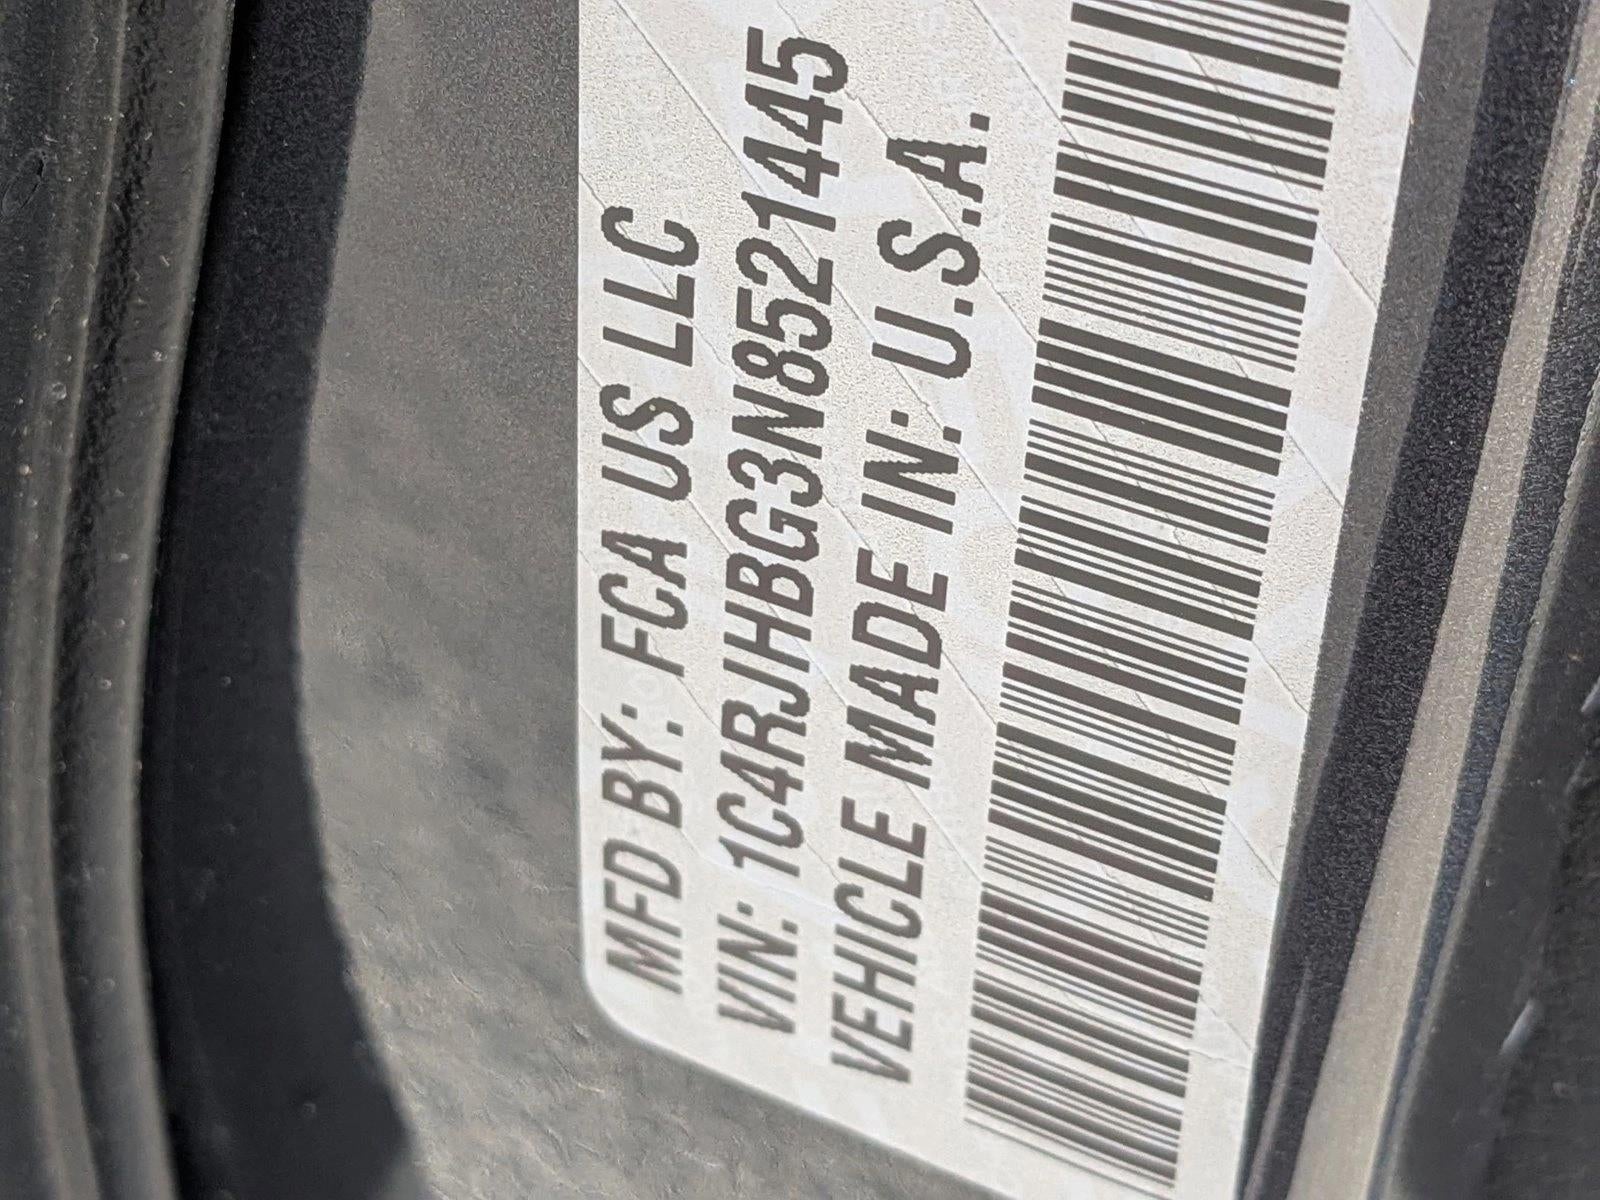 MFD BY: FCA US LLC
VIN: 1C4RJHBG3N8521445
VEHICLE MADE IN: U.S.A.